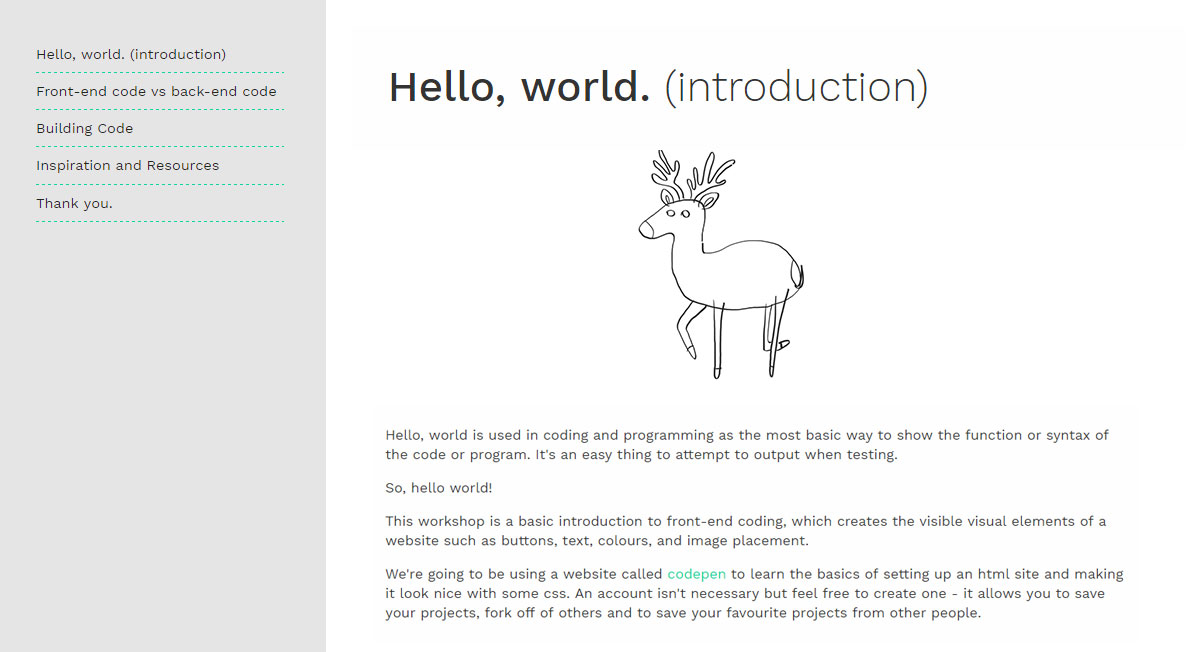 Hello, world. (introduction)
Front-end code vs back-end code
Building Code
Inspiration and Resources
Thank you.
Hello, world. (introduction)
Hello, world is used in coding and programming as the most basic way to show the function or syntax of
the code or program. It's an easy thing to attempt to output when testing.
So, hello world!
This workshop is a basic introduction to front-end coding, which creates the visible visual elements of a
website such as buttons, text, colours, and image placement.
We're going to be using a website called codepen to learn the basics of setting up an html site and making
it look nice with some css. An account isn't necessary but feel free to create one - it allows you to save
your projects, fork off of others and to save your favourite projects from other people.